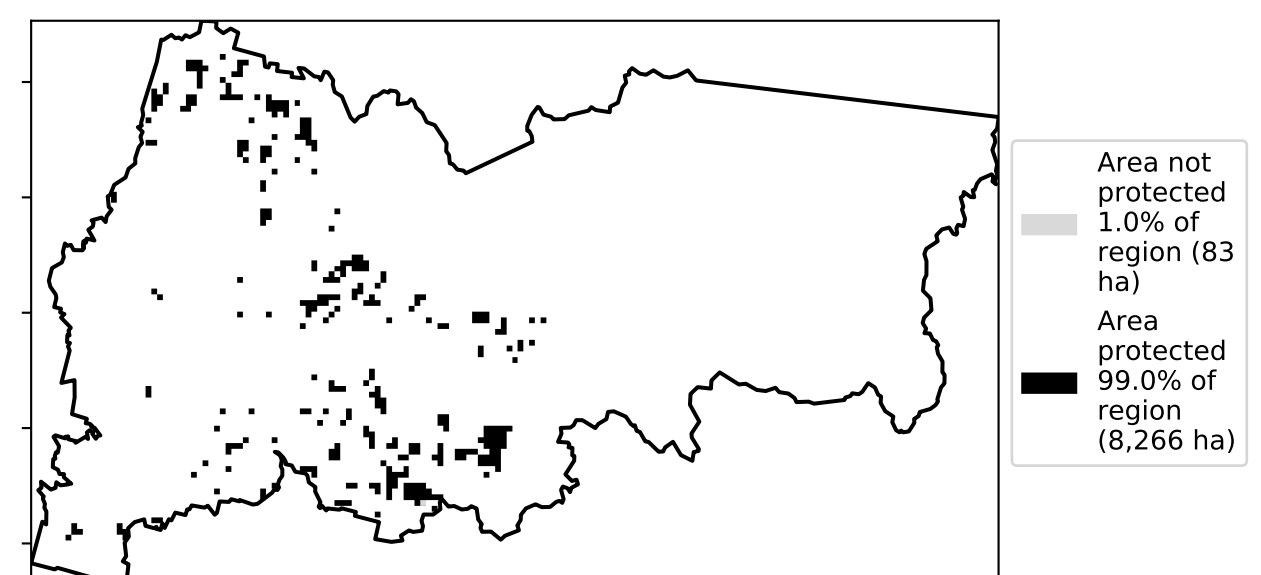 Area not
protected
1.0% of
region (83
ha)
Area
protected
99.0% of
region
(8,266 ha)